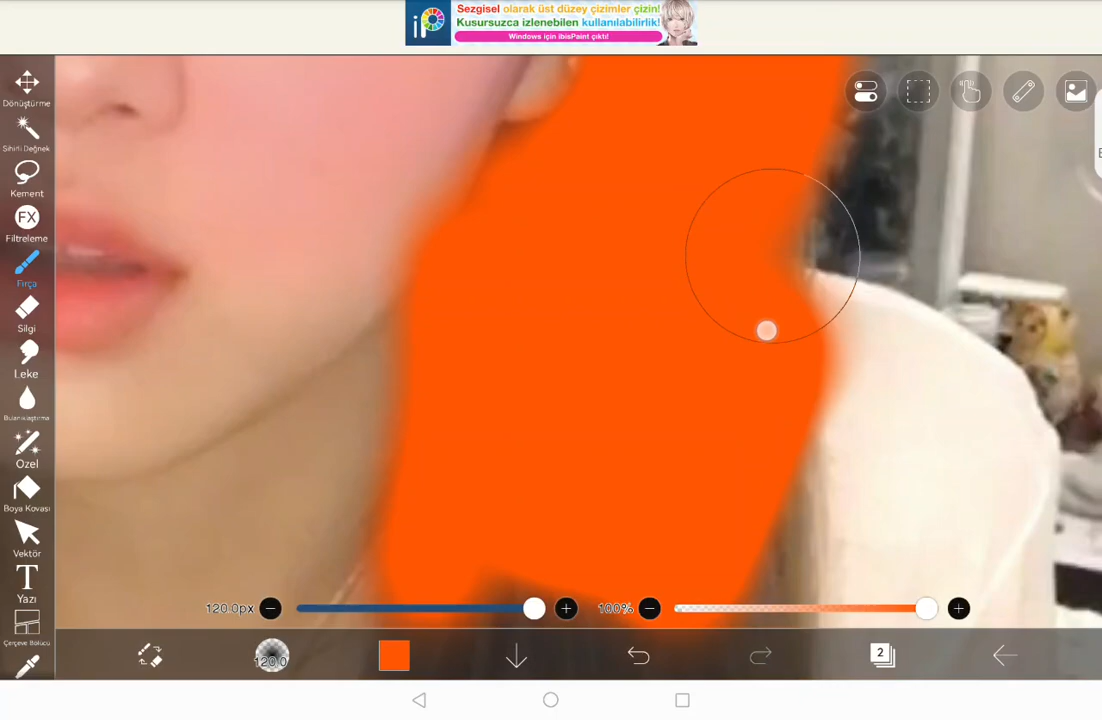 Sezgisel olarak üst düzey çizimler çizin!
Kusursuzca izlenebilen kullanılabilirlik!
Windows için ibisPaint çıktı!
Dönüştürme
Sihirli Değnek
Kement
FX
Filtreleme
Fırça
Silgi
Leke
Bulanıklaştırma
Özel
Boya Kovası
Vektör
T
Yazı
Çerçeve Bölücü
120.0px
100%
120.0
2